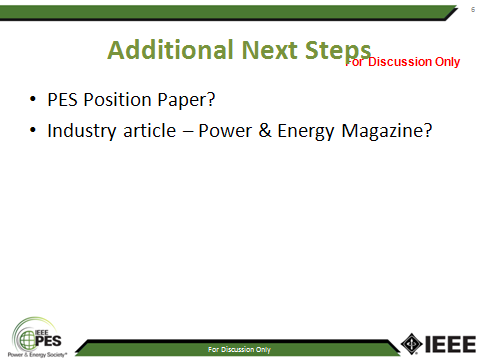 6
Additional Next Steps
For Discussion Only
• PES Position Paper?
• Industry article – Power & Energy Magazine?
IEEE
PES
Power & Energy Society®
For Discussion Only
IEEE